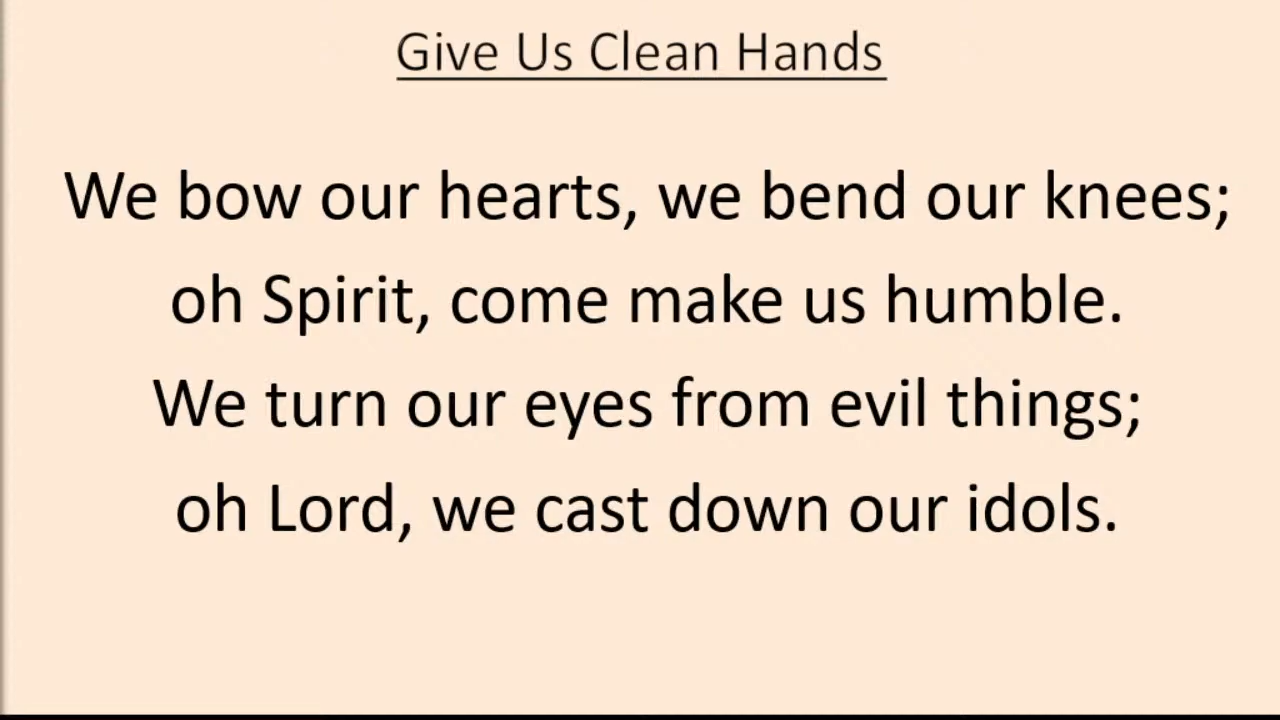 Give Us Clean Hands
We bow our hearts, we bend our knees;
oh Spirit, come make us humble.
We turn our eyes from evil things;
oh Lord, we cast down our idols.